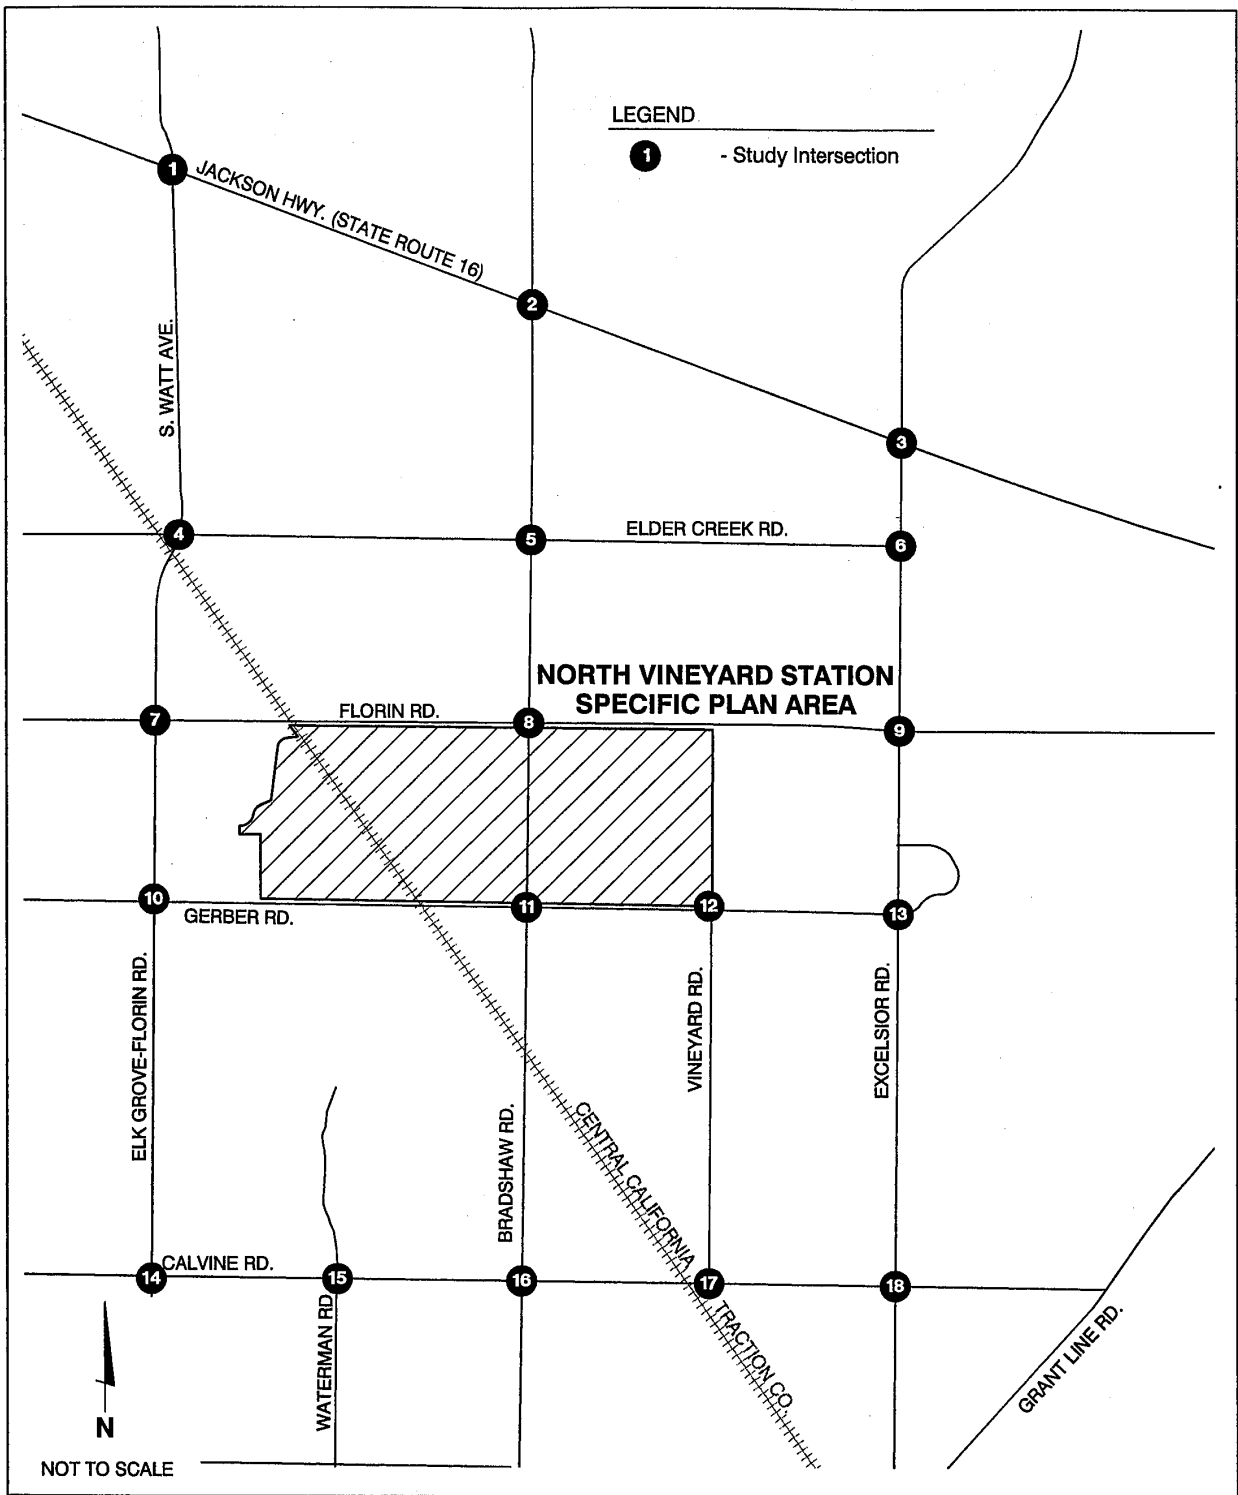 LEGEND
1 - Study Intersection
1
JACKSON HWY. (STATE ROUTE 16)
2
S. WATT AVE.
3
4
5
ELDER CREEK RD.
6
NORTH VINEYARD STATION
SPECIFIC PLAN AREA
7
FLORIN RD.
8
9
10
GERBER RD.
11
12
13
ELK GROVE-FLORIN RD.
BRADSHAW RD.
VINEYARD RD.
EXCELSIOR RD.
CENTRAL CALIFORNIA
TRACTION CO.
14
CALVINE RD.
15
16
17
18
WATERMAN RD
GRANT LINE RD.
N
NOT TO SCALE